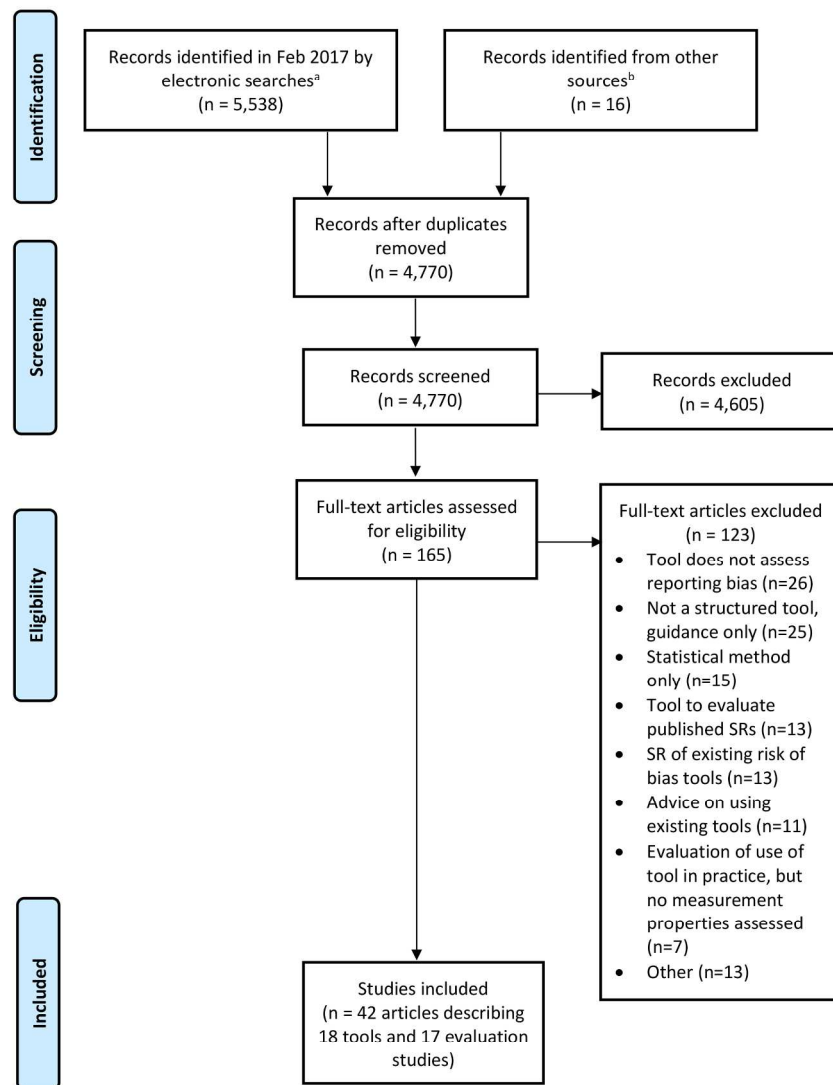 Identification
Records identified in Feb 2017 by
electronic searchesᵃ
(n = 5,538)
Records identified from other
sourcesᵇ
(n = 16)
Records after duplicates
removed
(n = 4,770)
Screening
Records screened
(n = 4,770)
Records excluded
(n = 4,605)
Eligibility
Full-text articles assessed
for eligibility
(n = 165)
Full-text articles excluded
(n = 123)
• Tool does not assess
reporting bias (n=26)
• Not a structured tool,
guidance only (n=25)
• Statistical method
only (n=15)
• Tool to evaluate
published SRs (n=13)
• SR of existing risk of
bias tools (n=13)
• Advice on using
existing tools (n=11)
• Evaluation of use of
tool in practice, but
no measurement
properties assessed
(n=7)
• Other (n=13)
Included
Studies included
(n = 42 articles describing
18 tools and 17 evaluation
studies)